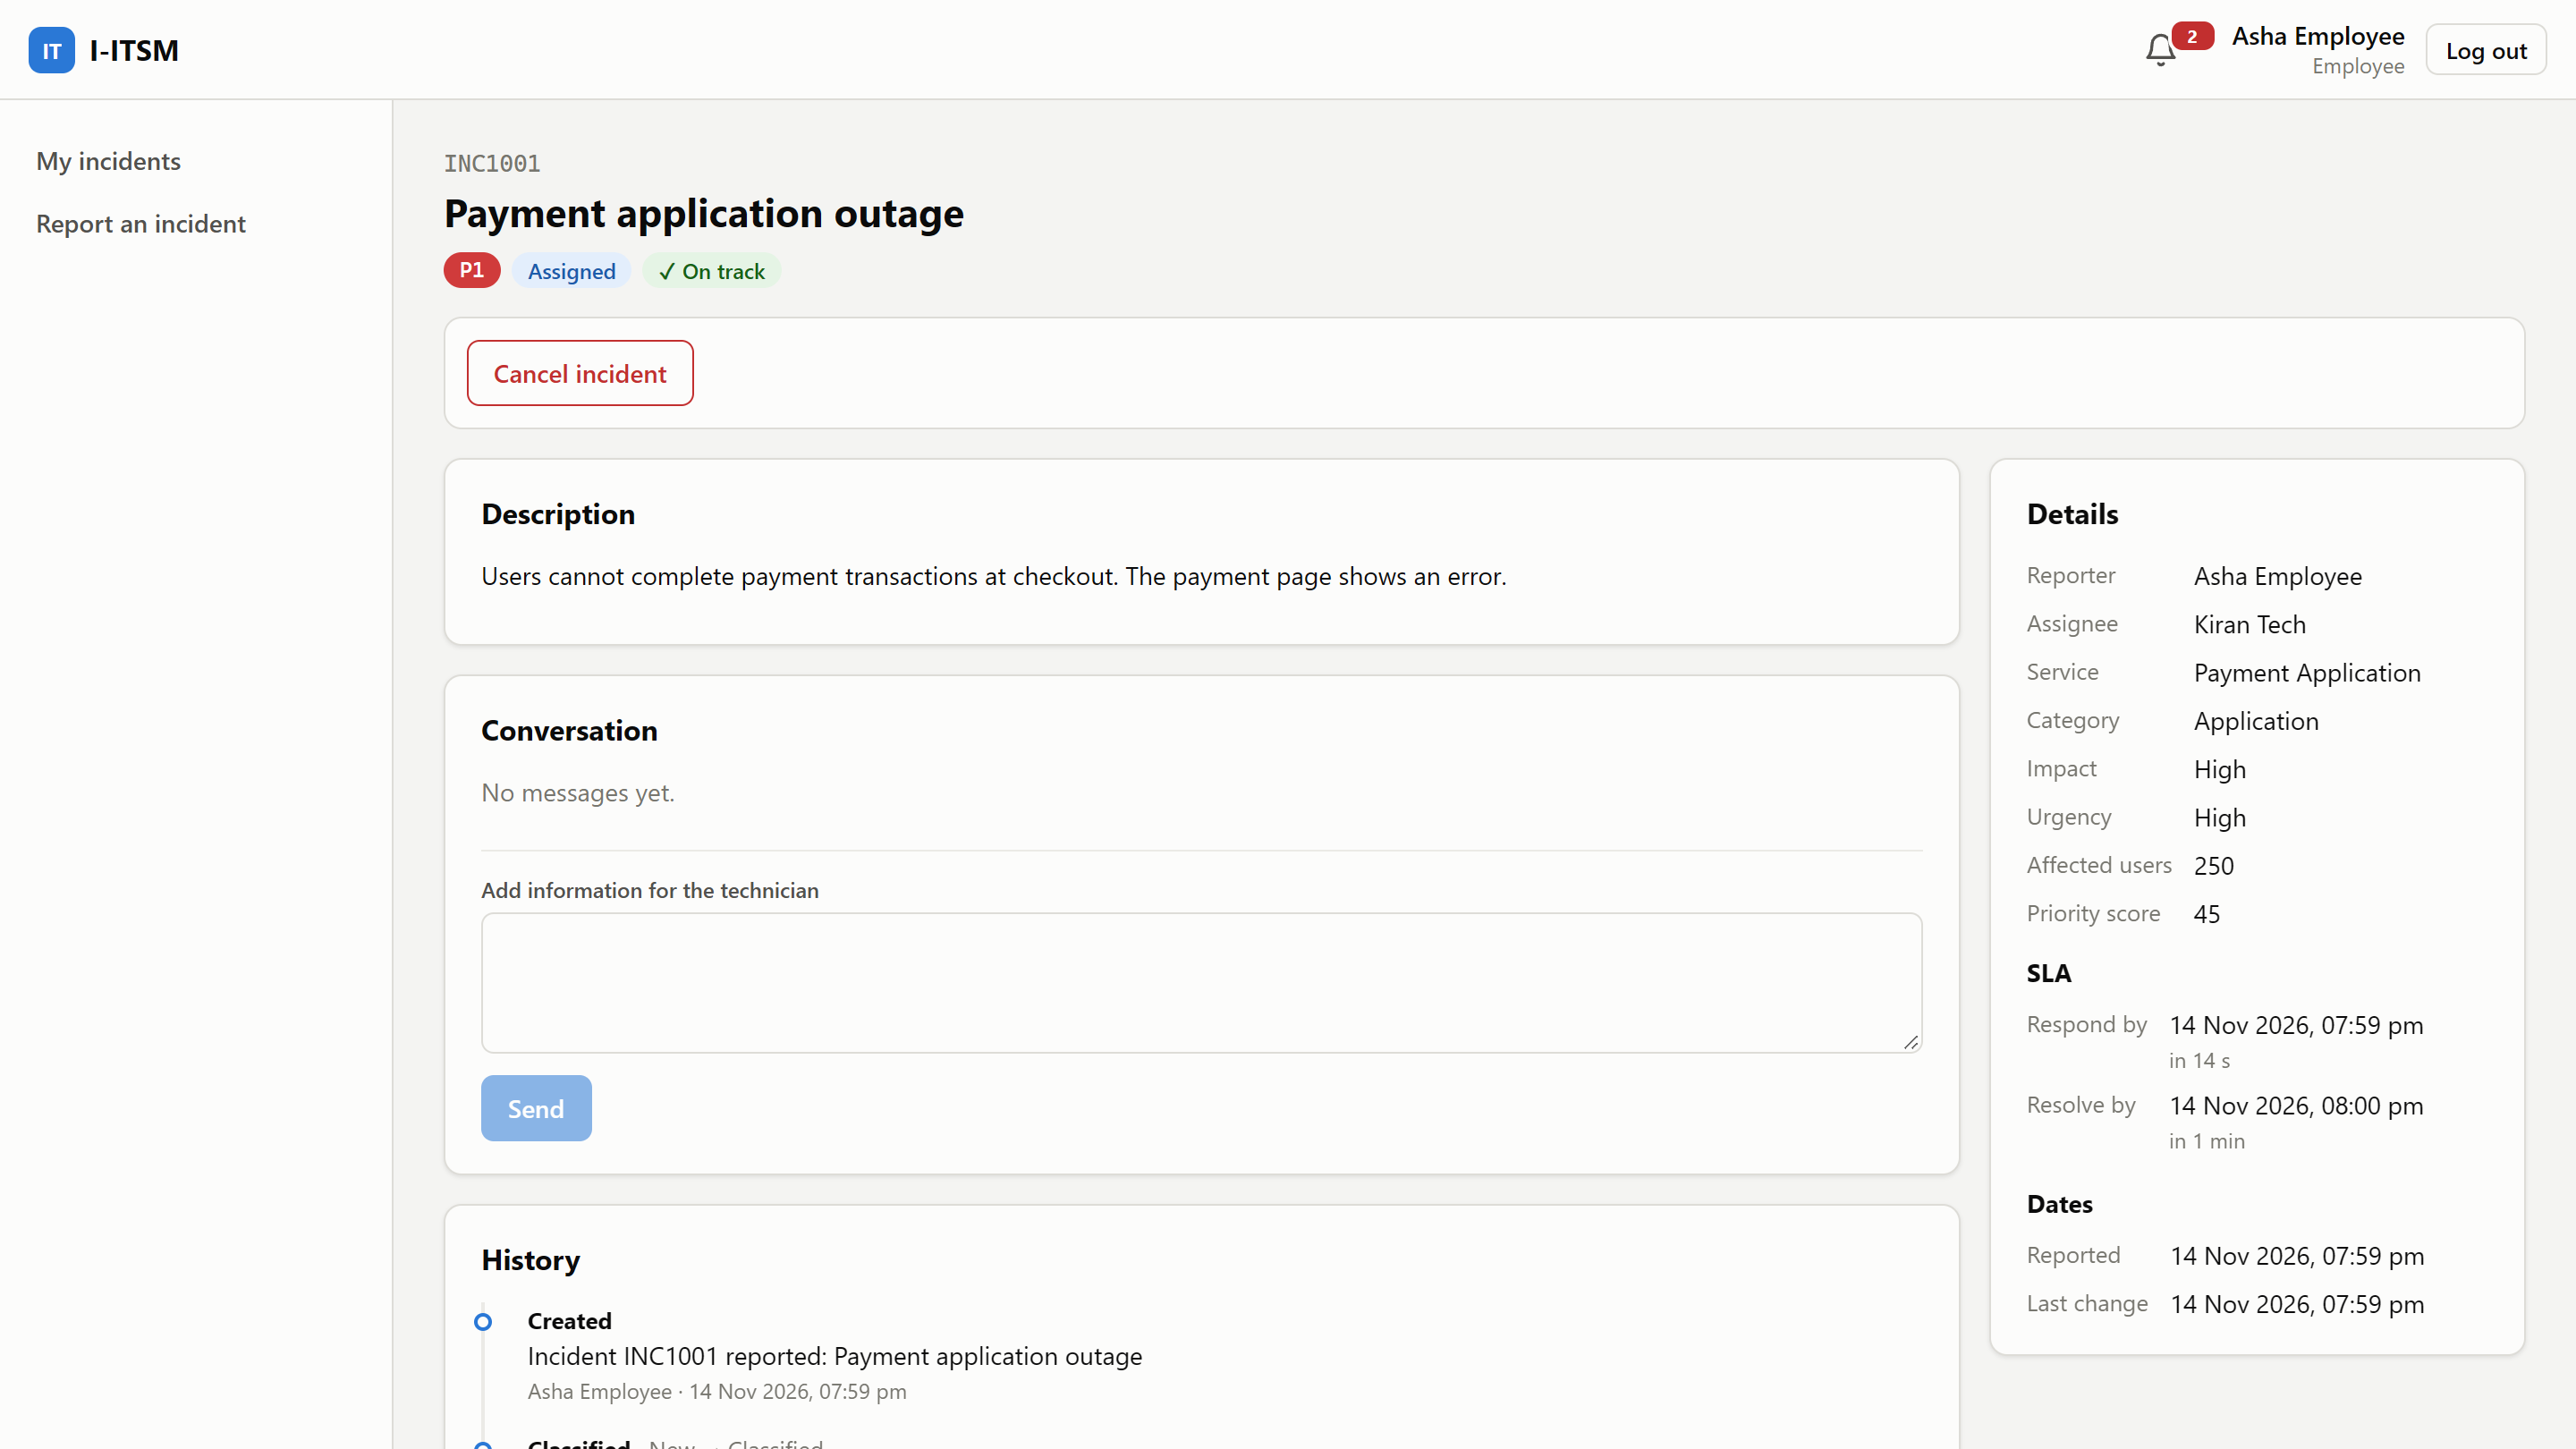 IT I-ITSM
2
Asha Employee
Employee
Log out
My incidents
Report an incident
INC1001
Payment application outage
P1 Assigned ✓ On track
Cancel incident
Description
Users cannot complete payment transactions at checkout. The payment page shows an error.
Conversation
No messages yet.
Add information for the technician
Send
History
Created
Incident INC1001 reported: Payment application outage
Asha Employee · 14 Nov 2026, 07:59 pm
Classified New → Classified
Details
Reporter Asha Employee
Assignee Kiran Tech
Service Payment Application
Category Application
Impact High
Urgency High
Affected users 250
Priority score 45
SLA
Respond by 14 Nov 2026, 07:59 pm
in 14 s
Resolve by 14 Nov 2026, 08:00 pm
in 1 min
Dates
Reported 14 Nov 2026, 07:59 pm
Last change 14 Nov 2026, 07:59 pm